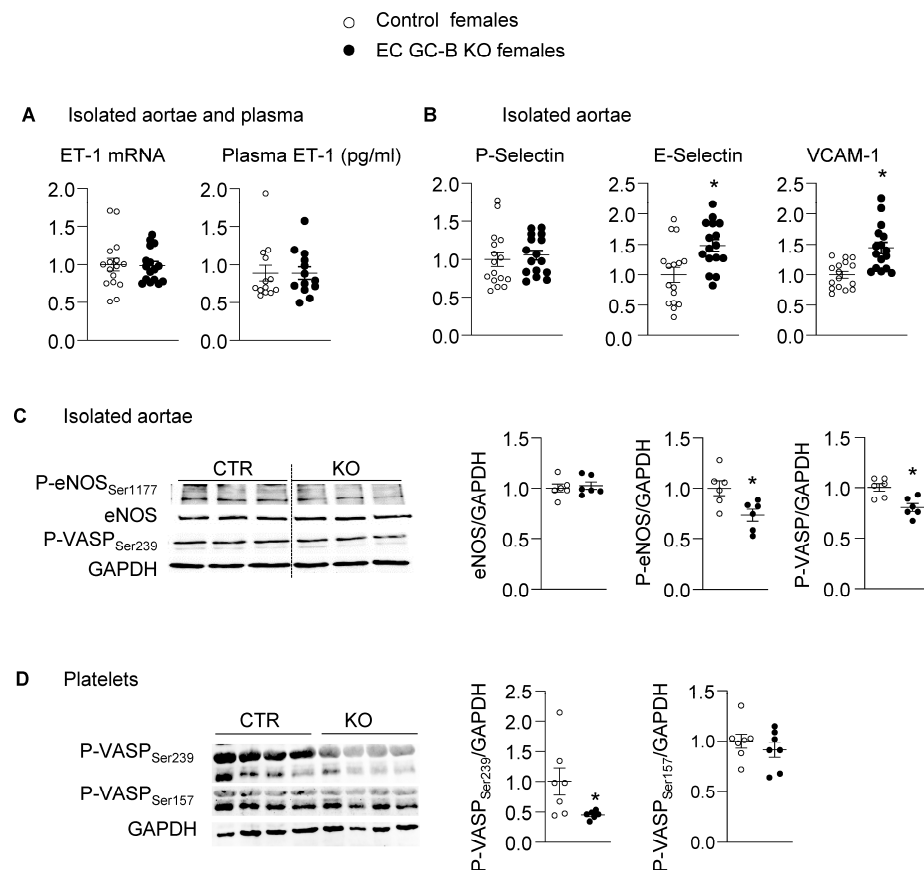 Control females
EC GC-B KO females
A Isolated aortae and plasma
ET-1 mRNA
Plasma ET-1 (pg/ml)
2.0
1.5
1.0
0.5
0.0
2.0
1.5
1.0
0.5
0.0
B Isolated aortae
P-Selectin
E-Selectin
VCAM-1
2.0
1.5
1.0
0.5
0.0
2.5
2.0
1.5
1.0
0.5
0.0
*
2.5
2.0
1.5
1.0
0.5
0.0
*
C Isolated aortae
CTR KO
P-eNOSSer1177
eNOS
P-VASPSer239
GAPDH
eNOS/GAPDH
1.5
1.0
0.5
0.0
P-eNOS/GAPDH
1.5
1.0
0.5
0.0
*
P-VASP/GAPDH
1.5
1.0
0.5
0.0
*
D Platelets
CTR KO
P-VASPSer239
P-VASPSer157
GAPDH
P-VASPSer239/GAPDH
2.5
2.0
1.5
1.0
0.5
0.0
*
P-VASPSer157/GAPDH
1.5
1.0
0.5
0.0